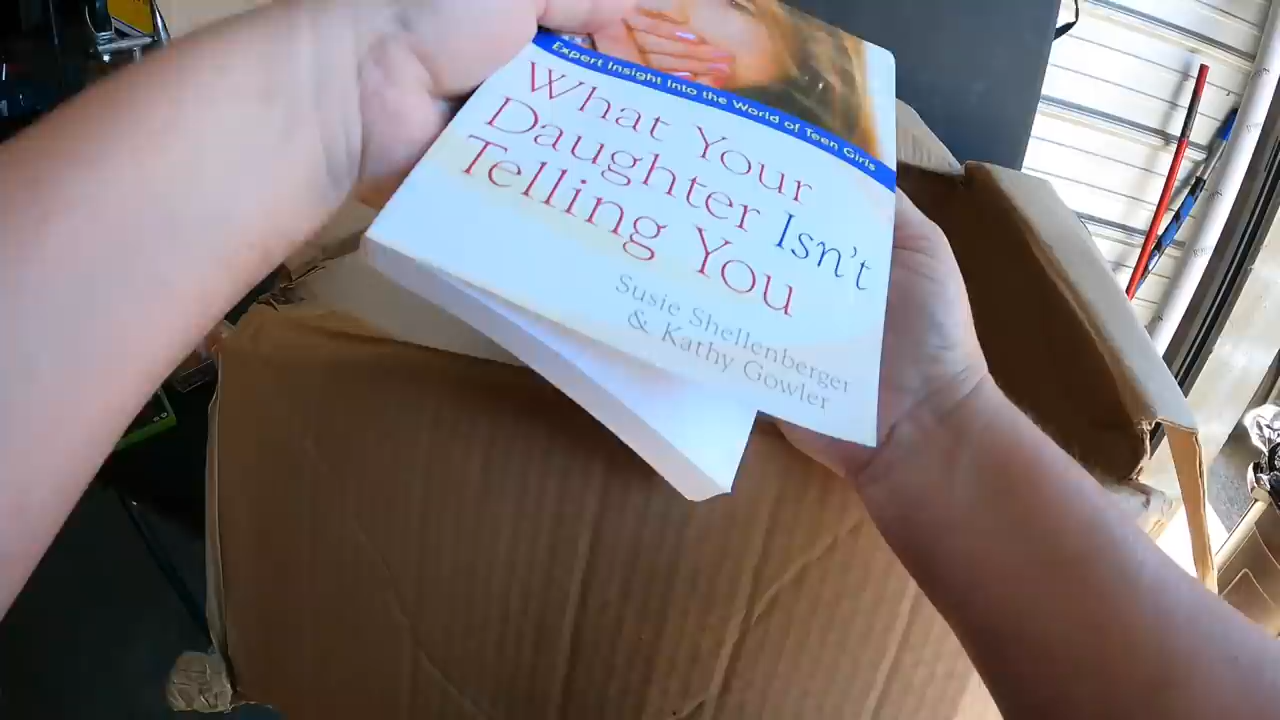 Expert Insight Into the World of Teen Girls
What Your
Daughter Isn't
Telling You
Susie Shellenberger
& Kathy Gowler